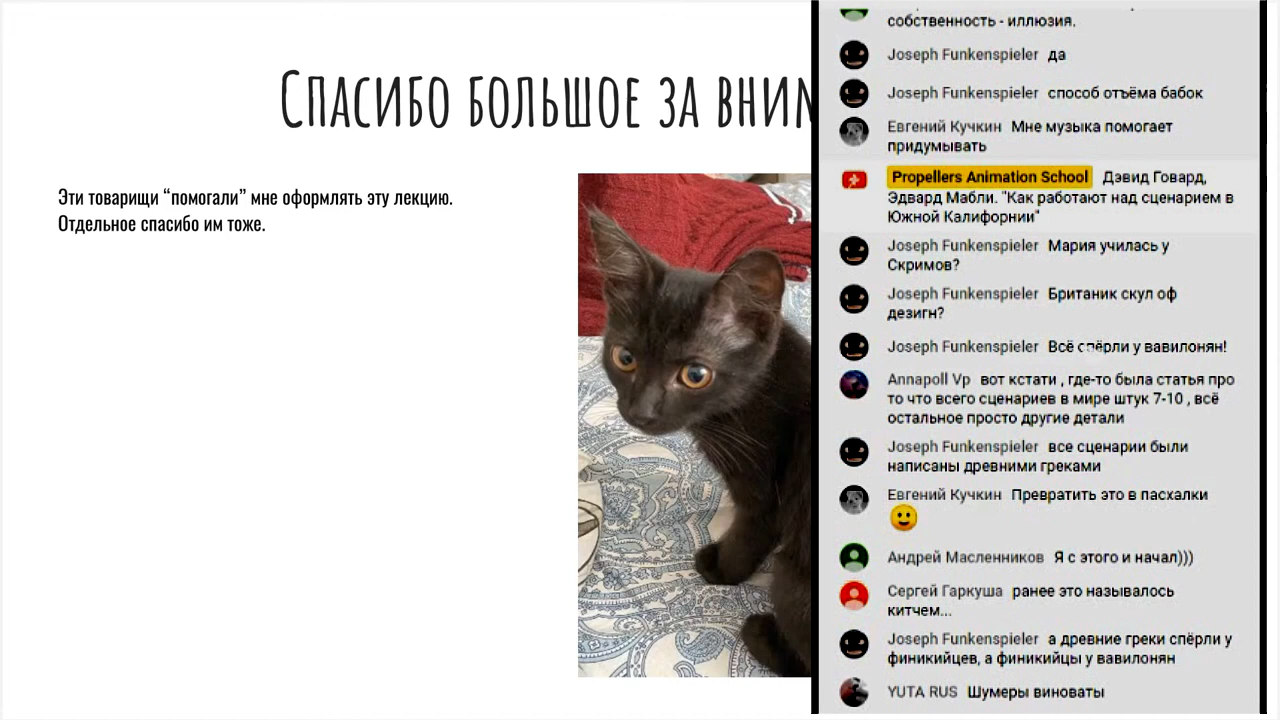 Спасибо большое за
Эти товарищи “помогали” мне оформлять эту лекцию.
Отдельное спасибо им тоже.
собственность - иллюзия.
Joseph Funkenspieler да
Joseph Funkenspieler способ отъёма бабок
Евгений Кучкин Мне музыка помогает
придумывать
Propellers Animation School Дэвид Говард,
Эдвард Мабли. "Как работают над сценарием в
Южной Калифорнии"
Joseph Funkenspieler Мария училась у
Скримов?
Joseph Funkenspieler Британик скул оф
дезигн?
Joseph Funkenspieler Всё спёрли у вавилонян!
Annapoll Vp вот кстати , где-то была статья про
то что всего сценариев в мире штук 7-10 , всё
остальное просто другие детали
Joseph Funkenspieler все сценарии были
написаны древними греками
Евгений Кучкин Превратить это в пасхалки
Андрей Масленников Я с этого и начал)))
Сергей Гаркуша ранее это называлось
китчем...
Joseph Funkenspieler а древние греки спёрли у
финикийцев, а финикийцы у вавилонян
YUTA RUS Шумеры виноваты